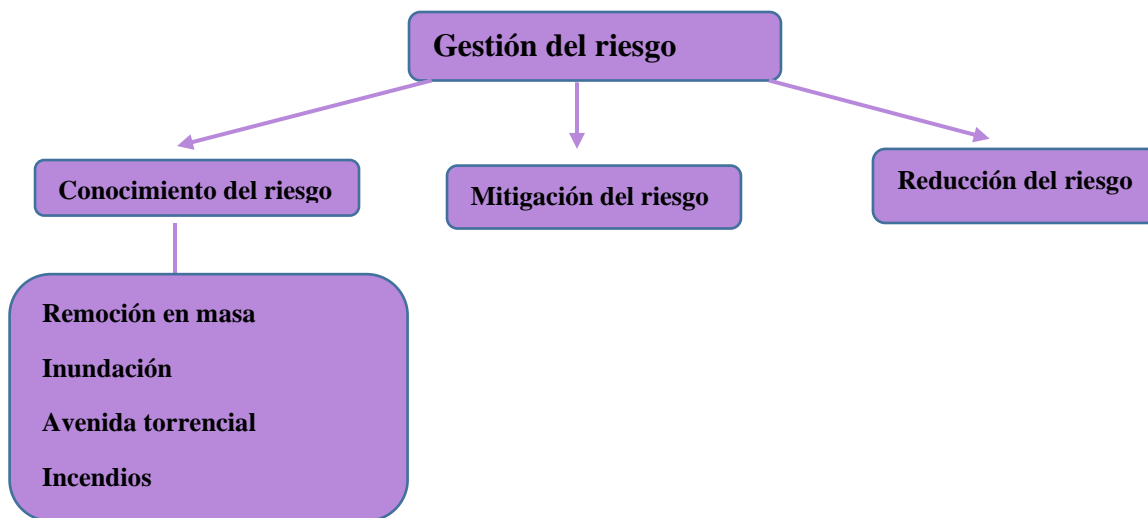 Gestión del riesgo
Conocimiento del riesgo
Mitigación del riesgo
Reducción del riesgo
Remoción en masa
Inundación
Avenida torrencial
Incendios